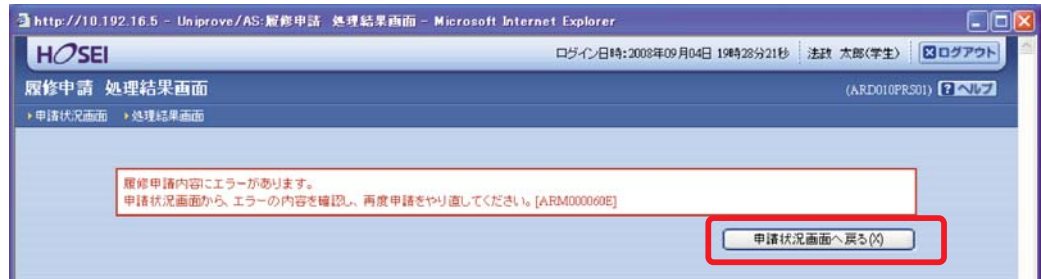 http://10.192.16.5 - Uniprove/AS:履修申請 処理結果画面 - Microsoft Internet Explorer
HOSEI
ログイン日時:2008年09月04日 19時28分21秒 法政 太郎(学生) ログアウト
履修申請 処理結果画面
(ARD010PRS01) ? ヘルプ
申請状況画面 処理結果画面
履修申請内容にエラーがあります。
申請状況画面から、エラーの内容を確認し、再度申請をやり直してください。[ARM000060E]
申請状況画面へ戻る(X)